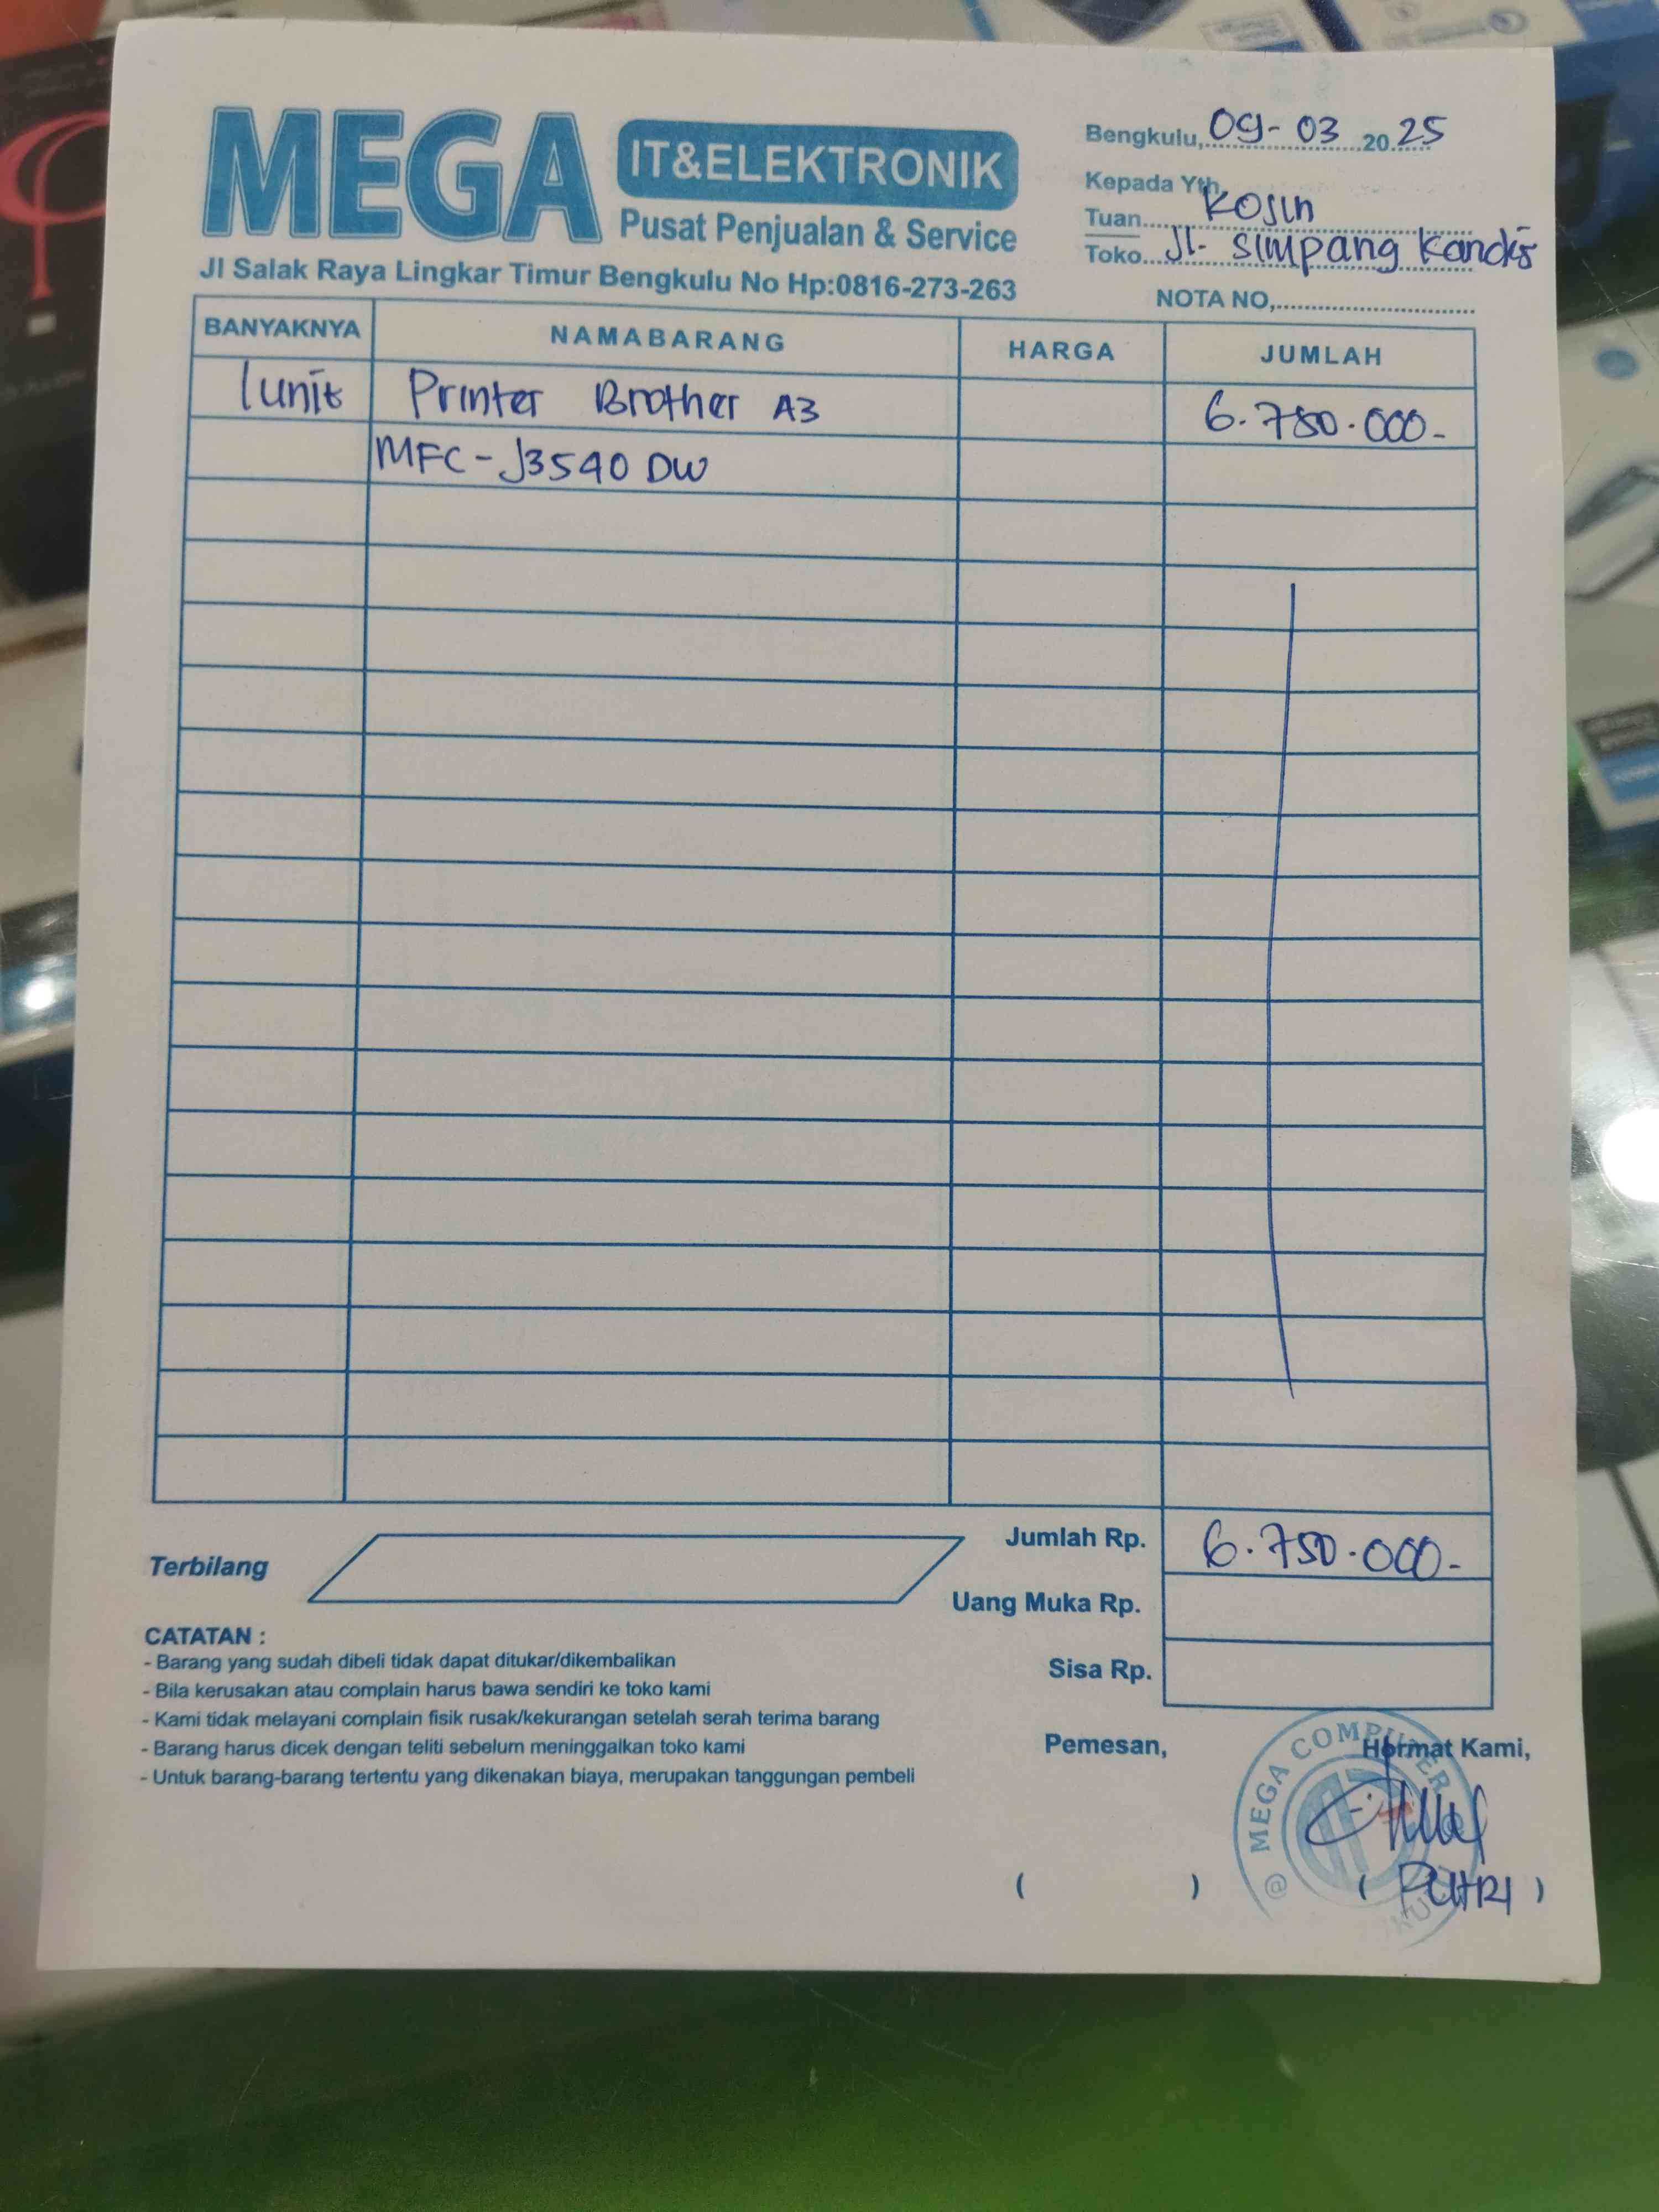 MEGA IT&ELEKTRONIK
Pusat Penjualan & Service
Jl Salak Raya Lingkar Timur Bengkulu No Hp:0816-273-263
Bengkulu, 09-03 2025
Kepada Yth,
Tuan Kosin
Toko Jl. Simpang Kandis
NOTA NO,
BANYAKNYA NAMABARANG HARGA JUMLAH
1 unit Printer Brother A3 6.750.000-
MFC-J3540 DW
Jumlah Rp. 6.750.000-
Terbilang
Uang Muka Rp.
Sisa Rp.
CATATAN :
- Barang yang sudah dibeli tidak dapat ditukar/dikembalikan
- Bila kerusakan atau complain harus bawa sendiri ke toko kami
- Kami tidak melayani complain fisik rusak/kekurangan setelah serah terima barang
- Barang harus dicek dengan teliti sebelum meninggalkan toko kami
- Untuk barang-barang tertentu yang dikenakan biaya, merupakan tanggungan pembeli
Pemesan, Hormat Kami,
@ MEGA COMPUTER
( ) ( PUTRI )